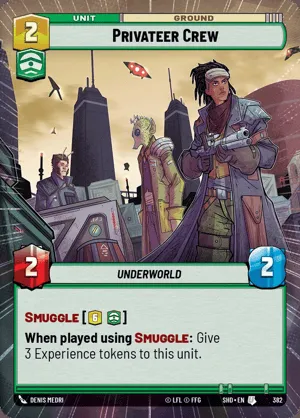 UNIT
GROUND
2
PRIVATEER CREW
2
UNDERWORLD
2
SMUGGLE [6 ]
When played using SMUGGLE: Give
3 Experience tokens to this unit.
DENIS MEDRI
© LFL © FFG
SHD • EN
382